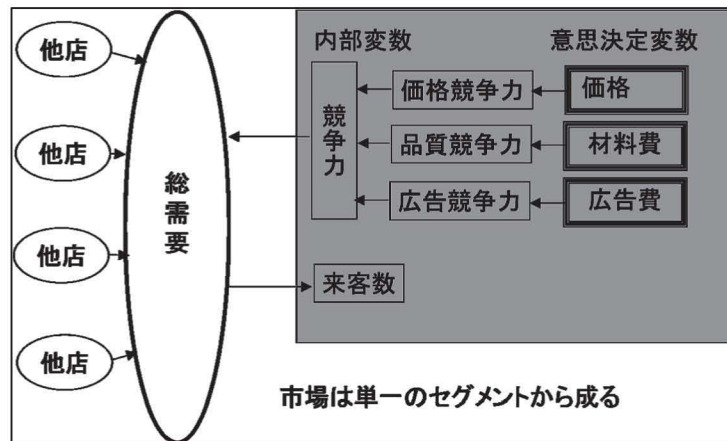 他店
他店
他店
他店
総需要
内部変数
意思決定変数
競争力
価格競争力
価格
品質競争力
材料費
広告競争力
広告費
来客数
市場は単一のセグメントから成る